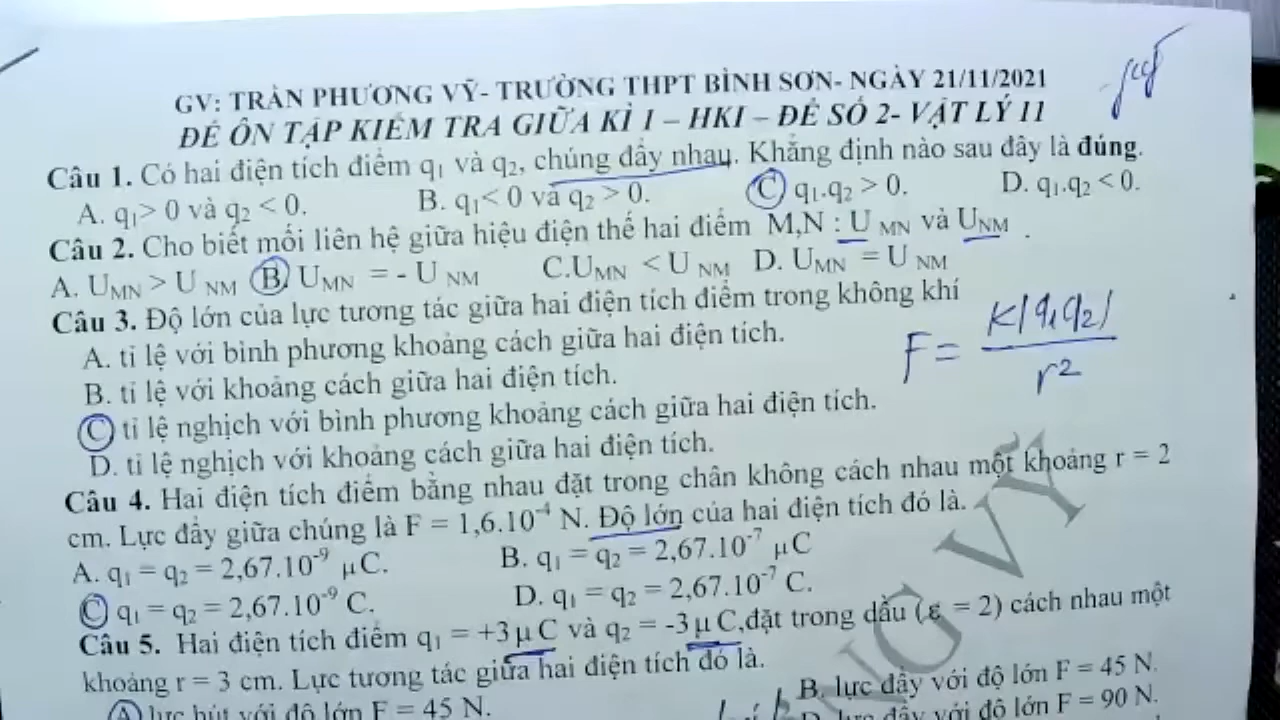 GV: TRẦN PHƯƠNG VỸ- TRƯỜNG THPT BÌNH SƠN- NGÀY 21/11/2021
ĐỀ ÔN TẬP KIỂM TRA GIỮA KÌ I – HKI – ĐỀ SỐ 2- VẬT LÝ 11
Câu 1. Có hai điện tích điểm q₁ và q₂, chúng đẩy nhau. Khẳng định nào sau đây là đúng.
A. q₁> 0 và q₂ < 0. B. q₁< 0 và q₂ > 0. C q₁.q₂ > 0. D. q₁.q₂ < 0.
Câu 2. Cho biết mối liên hệ giữa hiệu điện thế hai điểm M,N : U MN và UNM .
A. UMN > U NM B. UMN = - U NM C.UMN < U NM D. UMN = U NM
Câu 3. Độ lớn của lực tương tác giữa hai điện tích điểm trong không khí
A. tỉ lệ với bình phương khoảng cách giữa hai điện tích.
B. tỉ lệ với khoảng cách giữa hai điện tích.
F = K|q₁q₂| / r²
C tỉ lệ nghịch với bình phương khoảng cách giữa hai điện tích.
D. tỉ lệ nghịch với khoảng cách giữa hai điện tích.
Câu 4. Hai điện tích điểm bằng nhau đặt trong chân không cách nhau một khoảng r = 2
cm. Lực đẩy giữa chúng là F = 1,6.10⁻⁴ N. Độ lớn của hai điện tích đó là.
A. q₁ = q₂ = 2,67.10⁻⁹ μC. B. q₁ = q₂ = 2,67.10⁻⁷ μC
C q₁ = q₂ = 2,67.10⁻⁹ C. D. q₁ = q₂ = 2,67.10⁻⁷ C.
Câu 5. Hai điện tích điểm q₁ = +3 μ C và q₂ = -3 μ C,đặt trong dầu (ε = 2) cách nhau một
khoảng r = 3 cm. Lực tương tác giữa hai điện tích đó là.
A lực hút với độ lớn F = 45 N. B. lực đẩy với độ lớn F = 45 N.
D. lực đẩy với độ lớn F = 90 N.
NG VỸ